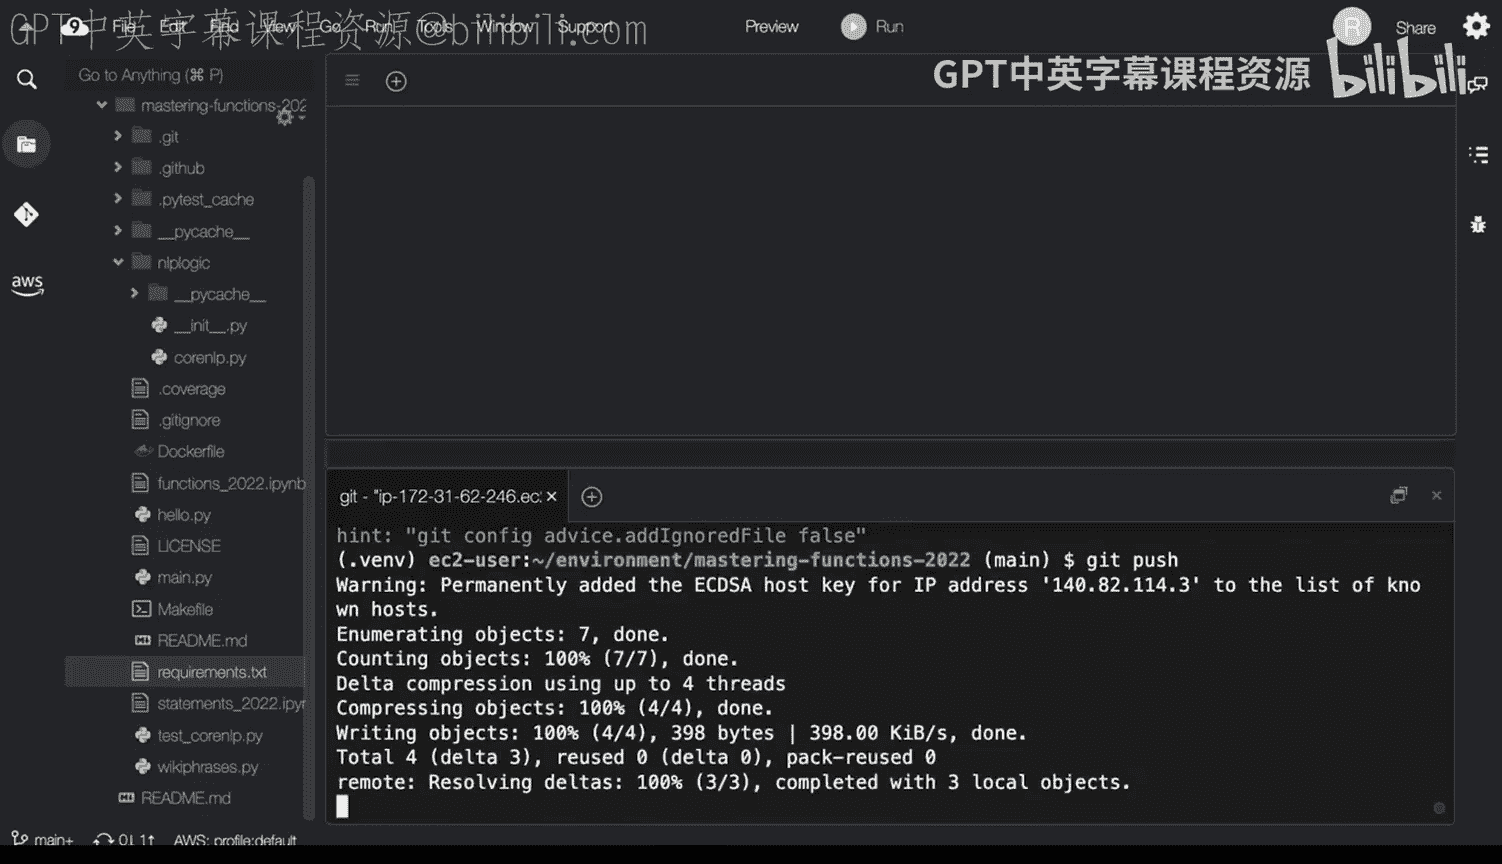 GPT中英字幕课程资源@bilibili.com
File Edit Find View Go Run Tools Window Support Preview Run R Share
GPT中英字幕课程资源 bilibili
Go to Anything (⌘ P)
mastering-functions-202
.git
.github
.pytest_cache
__pycache__
nlplogic
aws
__pycache__
__init__.py
corenlp.py
.coverage
.gitignore
Dockerfile
functions_2022.ipynb
hello.py
LICENSE
main.py
Makefile
README.md
requirements.txt
statements_2022.ipyn
test_corenlp.py
wikiphrases.py
README.md
main+ 0↓ 1↑ AWS: profile:default
git - "ip-172-31-62-246.ec:
hint: "git config advice.addIgnoredFile false"
(.venv) ec2-user:~/environment/mastering-functions-2022 (main) $ git push
Warning: Permanently added the ECDSA host key for IP address '140.82.114.3' to the list of kno
wn hosts.
Enumerating objects: 7, done.
Counting objects: 100% (7/7), done.
Delta compression using up to 4 threads
Compressing objects: 100% (4/4), done.
Writing objects: 100% (4/4), 398 bytes | 398.00 KiB/s, done.
Total 4 (delta 3), reused 0 (delta 0), pack-reused 0
remote: Resolving deltas: 100% (3/3), completed with 3 local objects.